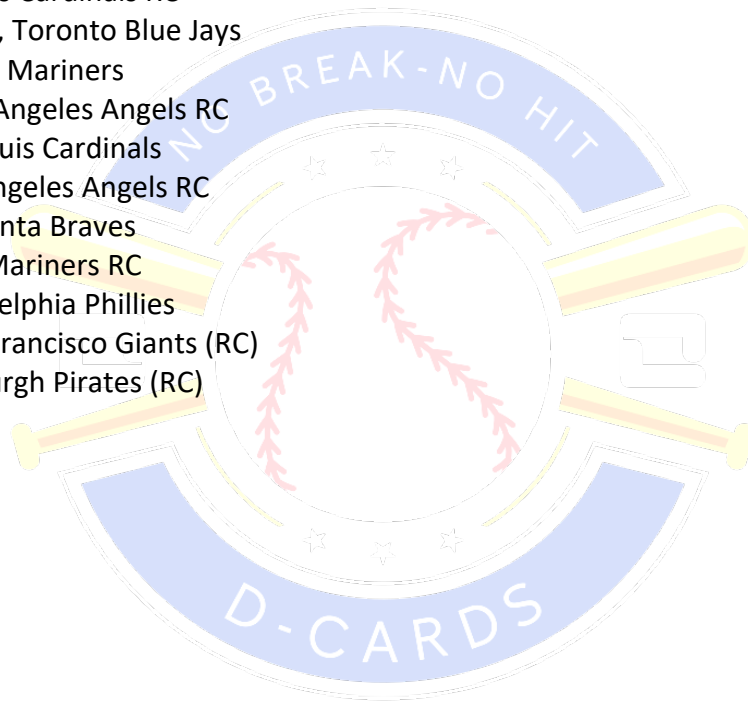 Cardinals RC
, Toronto Blue Jays
Mariners
Angeles Angels RC
uis Cardinals
ngeles Angels RC
nta Braves
Mariners RC
elphia Phillies
rancisco Giants (RC)
urgh Pirates (RC)
NO BREAK-NO HIT
D-CARDS